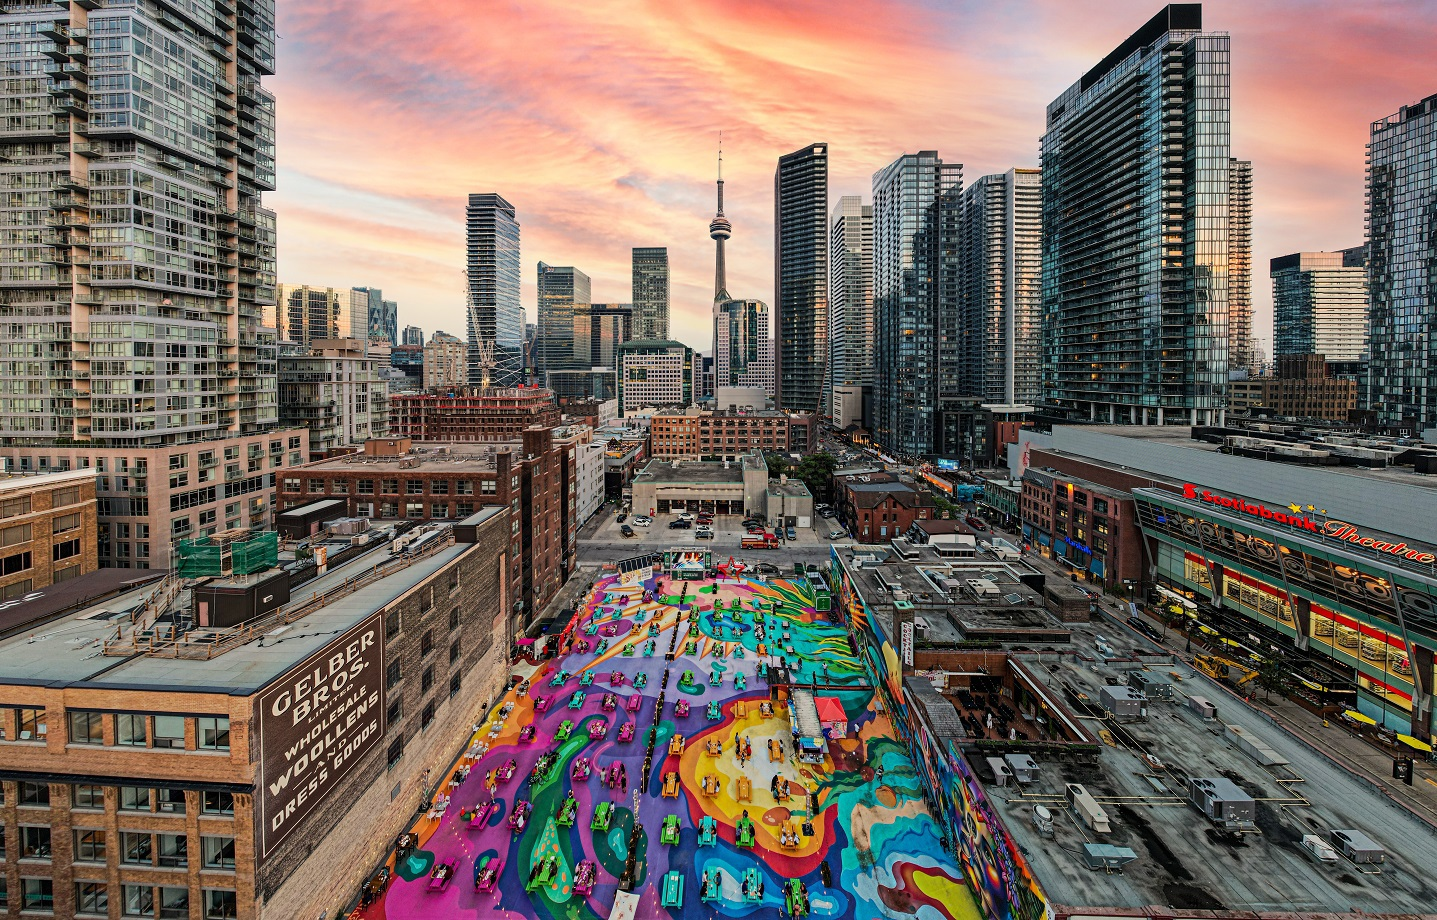 GELBER
BROS.
LIMITED
WHOLESALE
WOOLLENS
AND
DRESS GOODS
Scotiabank Theatre